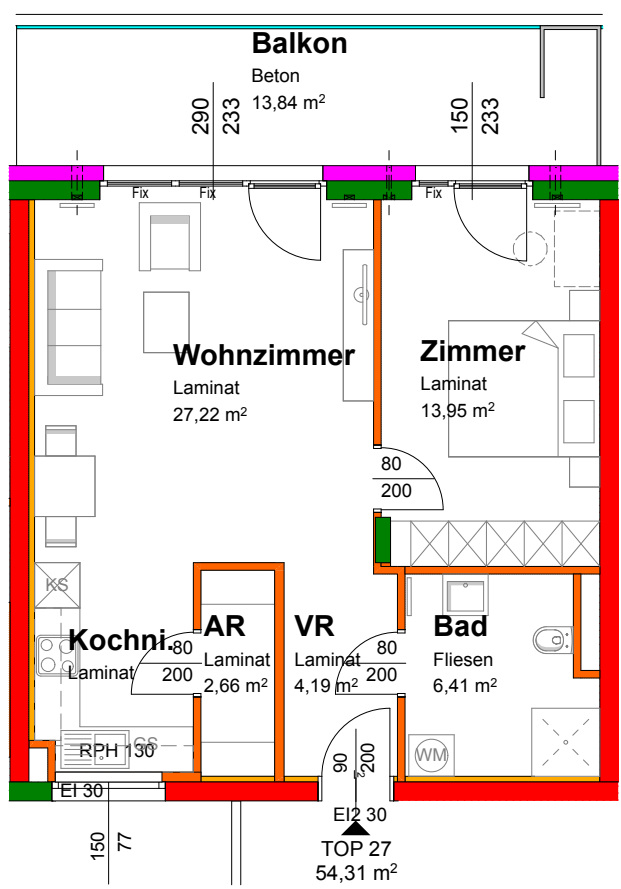 Balkon
Beton
13,84 m²
290
233
150
233
Fix
Fix
Fix
Wohnzimmer
Laminat
27,22 m²
Zimmer
Laminat
13,95 m²
80
200
KS
Kochni.
Laminat
80
200
AR
Laminat
2,66 m²
VR
Laminat
4,19 m²
80
200
Bad
Fliesen
6,41 m²
GS
RPH 130
WM
EI 30
90
200
EI2 30
150
77
TOP 27
54,31 m²